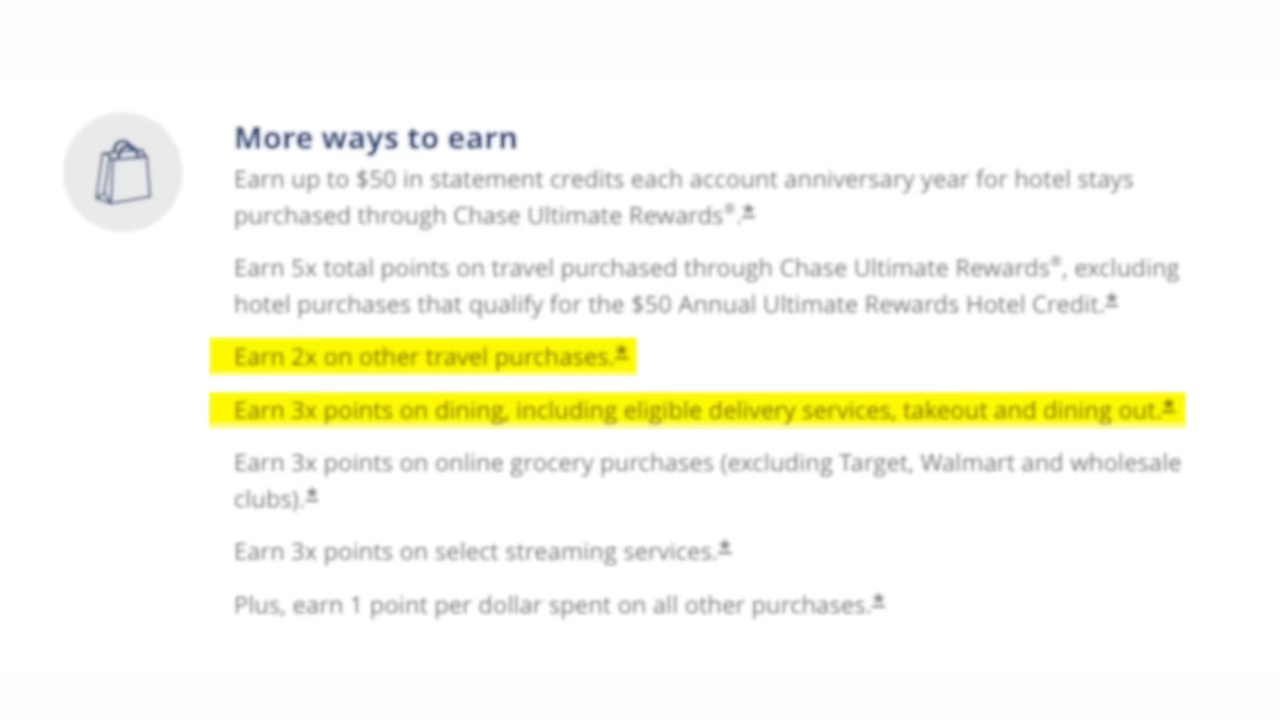 More ways to earn
Earn up to $50 in statement credits each account anniversary year for hotel stays
purchased through Chase Ultimate Rewards®.*
Earn 5x total points on travel purchased through Chase Ultimate Rewards®, excluding
hotel purchases that qualify for the $50 Annual Ultimate Rewards Hotel Credit.*
Earn 2x on other travel purchases.*
Earn 3x points on dining, including eligible delivery services, takeout and dining out.*
Earn 3x points on online grocery purchases (excluding Target, Walmart and wholesale
clubs).*
Earn 3x points on select streaming services.*
Plus, earn 1 point per dollar spent on all other purchases.*